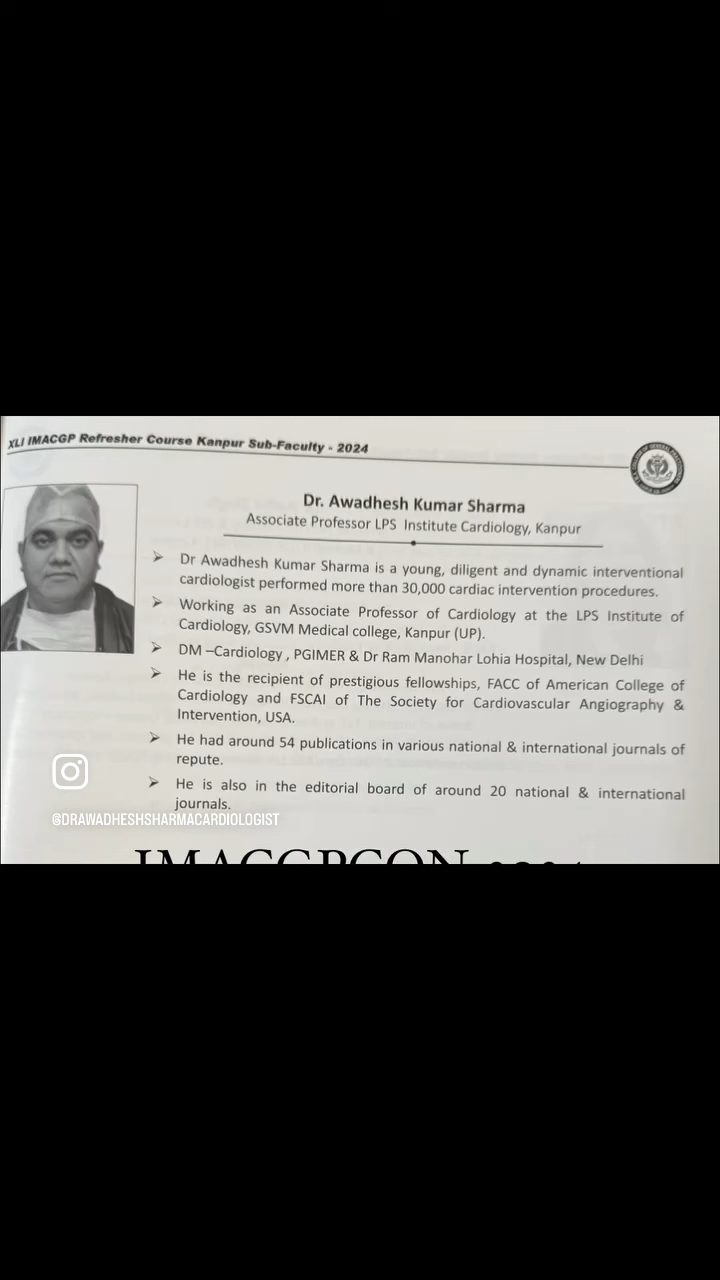 XLI IMACGP Refresher Course Kanpur Sub-Faculty - 2024
Dr. Awadhesh Kumar Sharma
Associate Professor LPS Institute Cardiology, Kanpur
➢ Dr Awadhesh Kumar Sharma is a young, diligent and dynamic interventional
cardiologist performed more than 30,000 cardiac intervention procedures.
➢ Working as an Associate Professor of Cardiology at the LPS Institute of
Cardiology, GSVM Medical college, Kanpur (UP).
➢ DM –Cardiology , PGIMER & Dr Ram Manohar Lohia Hospital, New Delhi
➢ He is the recipient of prestigious fellowships, FACC of American College of
Cardiology and FSCAI of The Society for Cardiovascular Angiography &
Intervention, USA.
➢ He had around 54 publications in various national & international journals of
repute.
➢ He is also in the editorial board of around 20 national & international
journals.
@DRAWADHESHSHARMACARDIOLOGIST
IMACGPCON